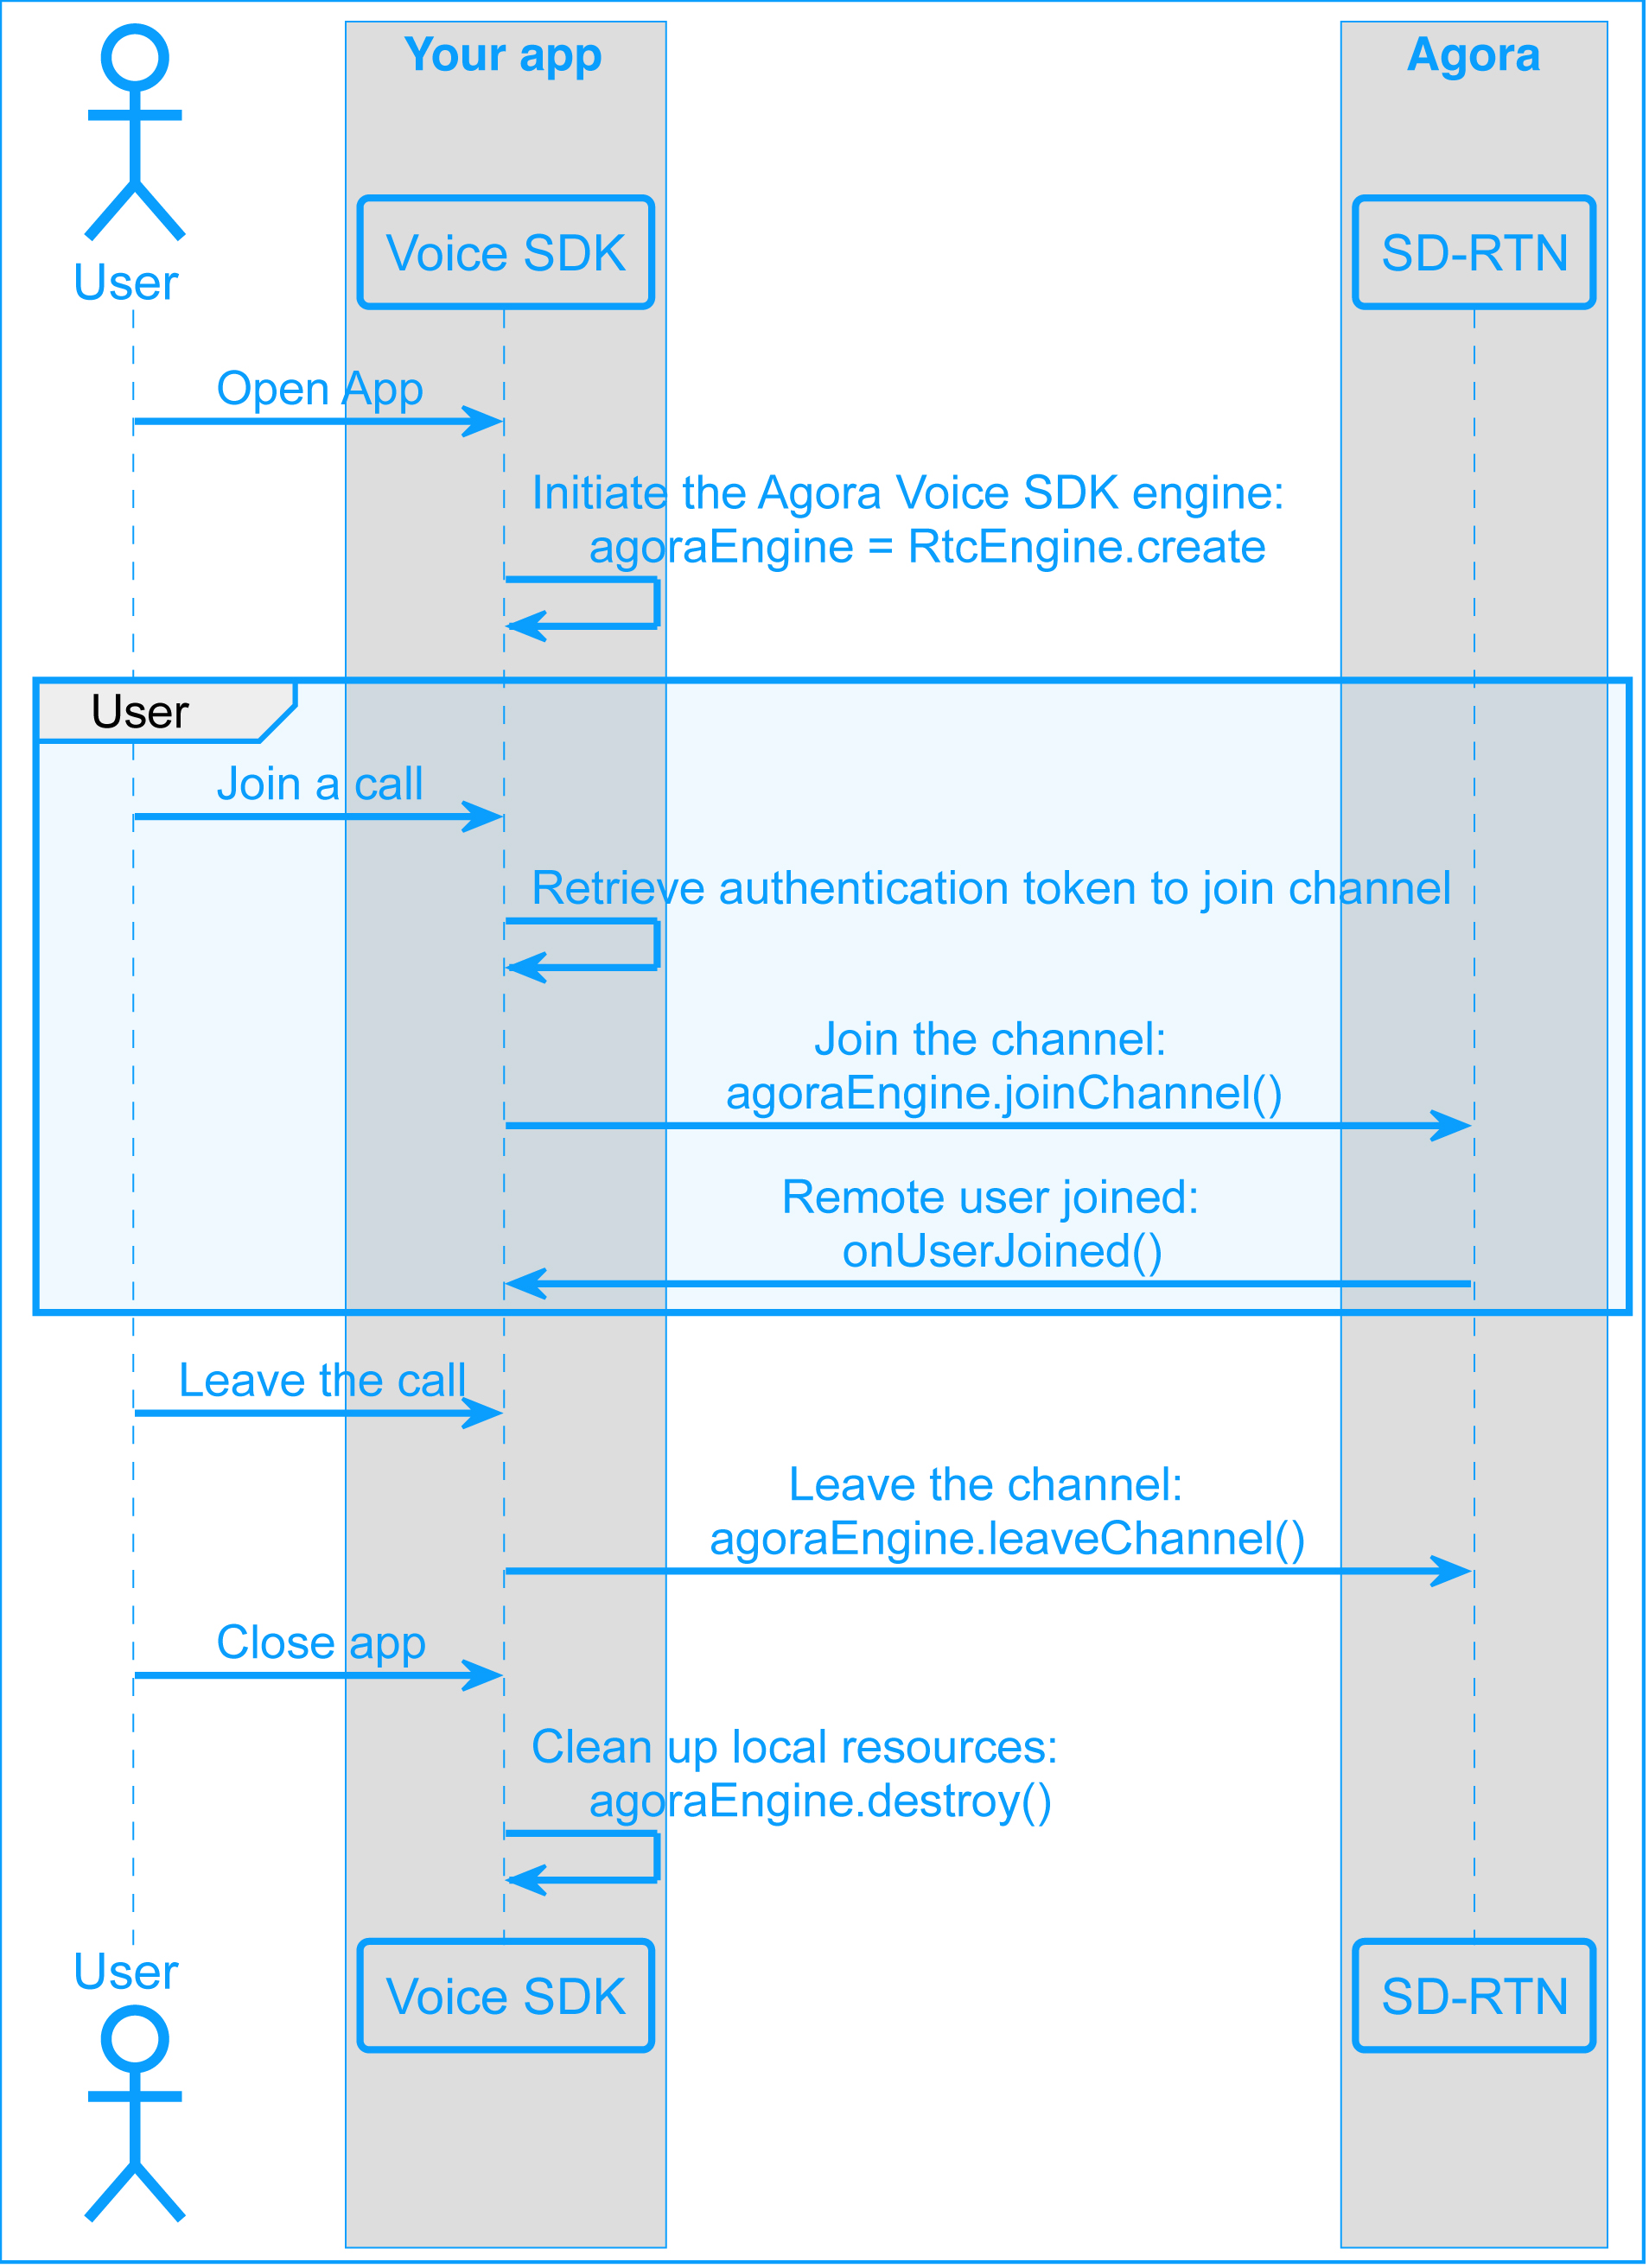 Your app
Agora
User
Voice SDK
SD-RTN
Open App
Initiate the Agora Voice SDK engine:
agoraEngine = RtcEngine.create
User
Join a call
Retrieve authentication token to join channel
Join the channel:
agoraEngine.joinChannel()
Remote user joined:
onUserJoined()
Leave the call
Leave the channel:
agoraEngine.leaveChannel()
Close app
Clean up local resources:
agoraEngine.destroy()
User
Voice SDK
SD-RTN